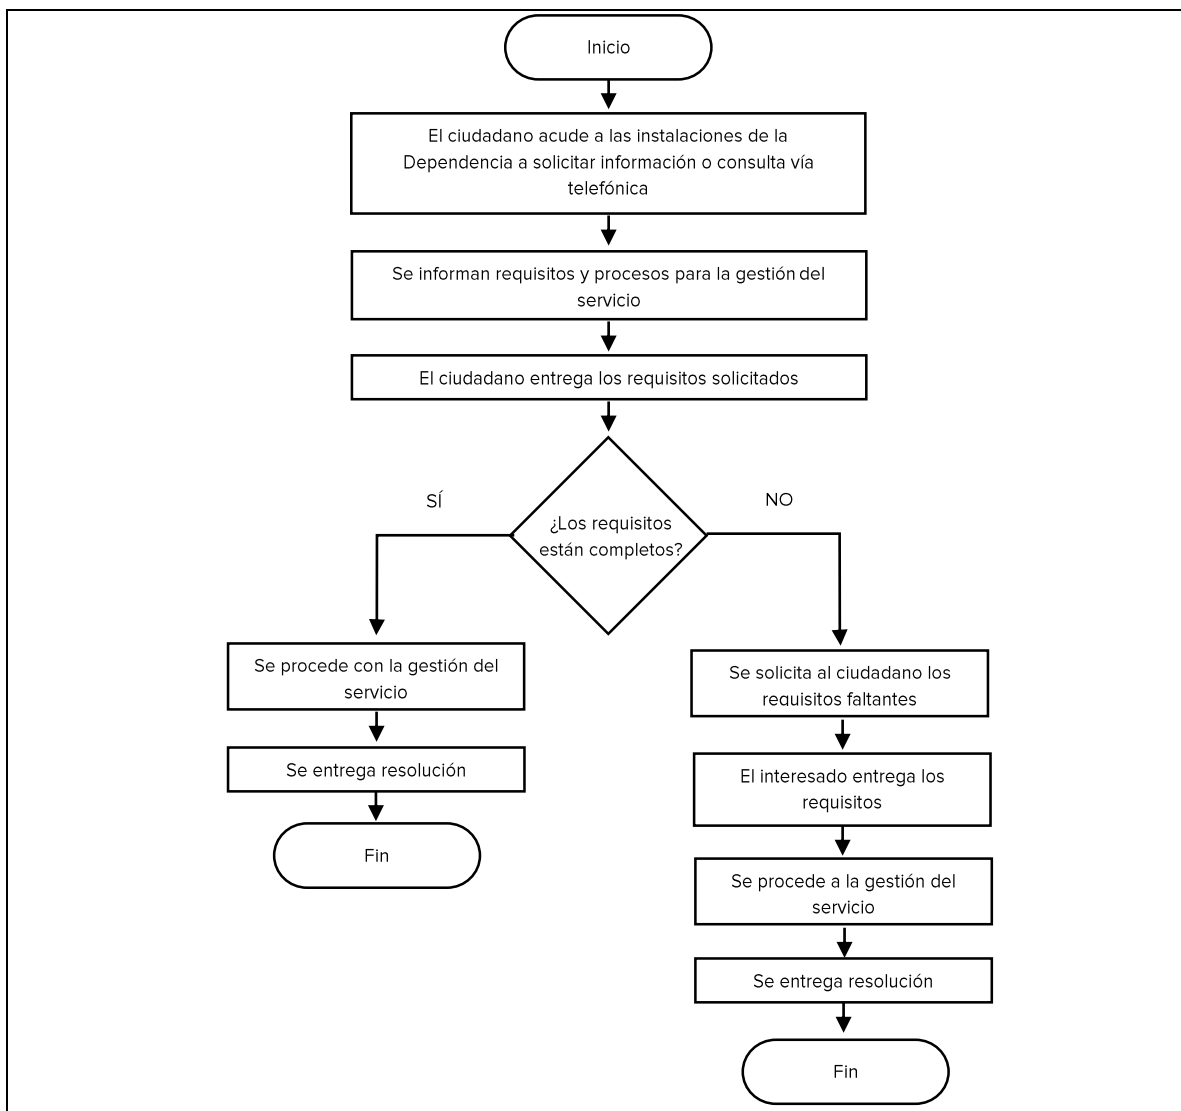 Inicio
El ciudadano acude a las instalaciones de la
Dependencia a solicitar información o consulta vía
telefónica
Se informan requisitos y procesos para la gestión del
servicio
El ciudadano entrega los requisitos solicitados
¿Los requisitos
están completos?
SÍ
NO
Se procede con la gestión del
servicio
Se entrega resolución
Fin
Se solicita al ciudadano los
requisitos faltantes
El interesado entrega los
requisitos
Se procede a la gestión del
servicio
Se entrega resolución
Fin